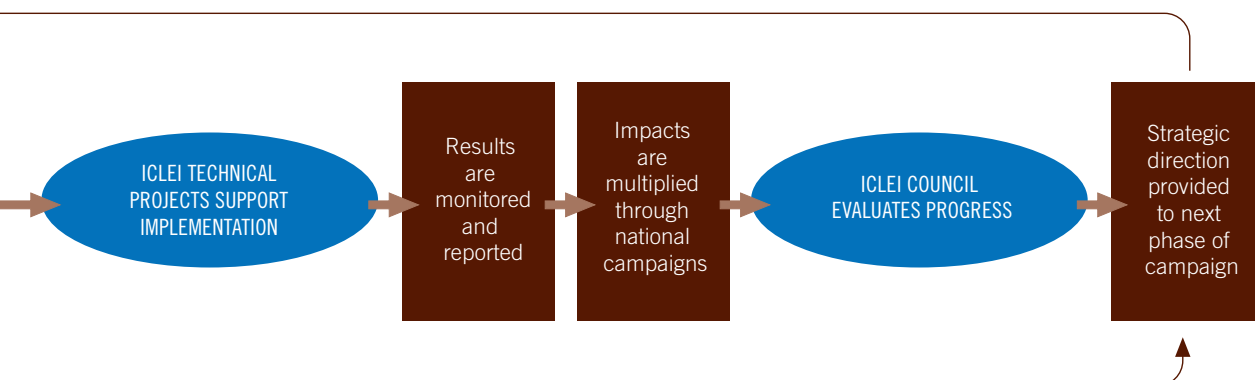 ICLEI TECHNICAL
PROJECTS SUPPORT
IMPLEMENTATION
Results
are
monitored
and
reported
Impacts
are
multiplied
through
national
campaigns
ICLEI COUNCIL
EVALUATES PROGRESS
Strategic
direction
provided
to next
phase of
campaign